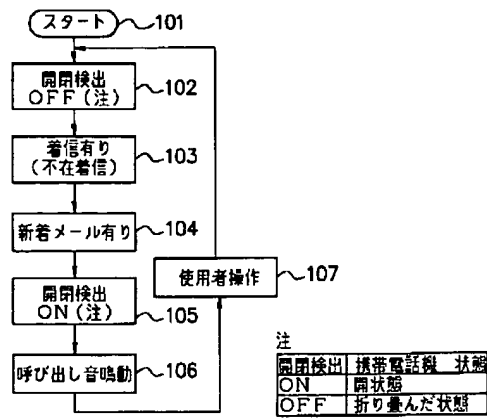 スタート
101
開閉検出
OFF(注)
102
着信有り
(不在着信)
103
新着メール有り
104
開閉検出
ON(注)
105
呼び出し音鳴動
106
使用者操作
107
注
開閉検出 携帯電話機 状態
ON 開状態
OFF 折り畳んだ状態